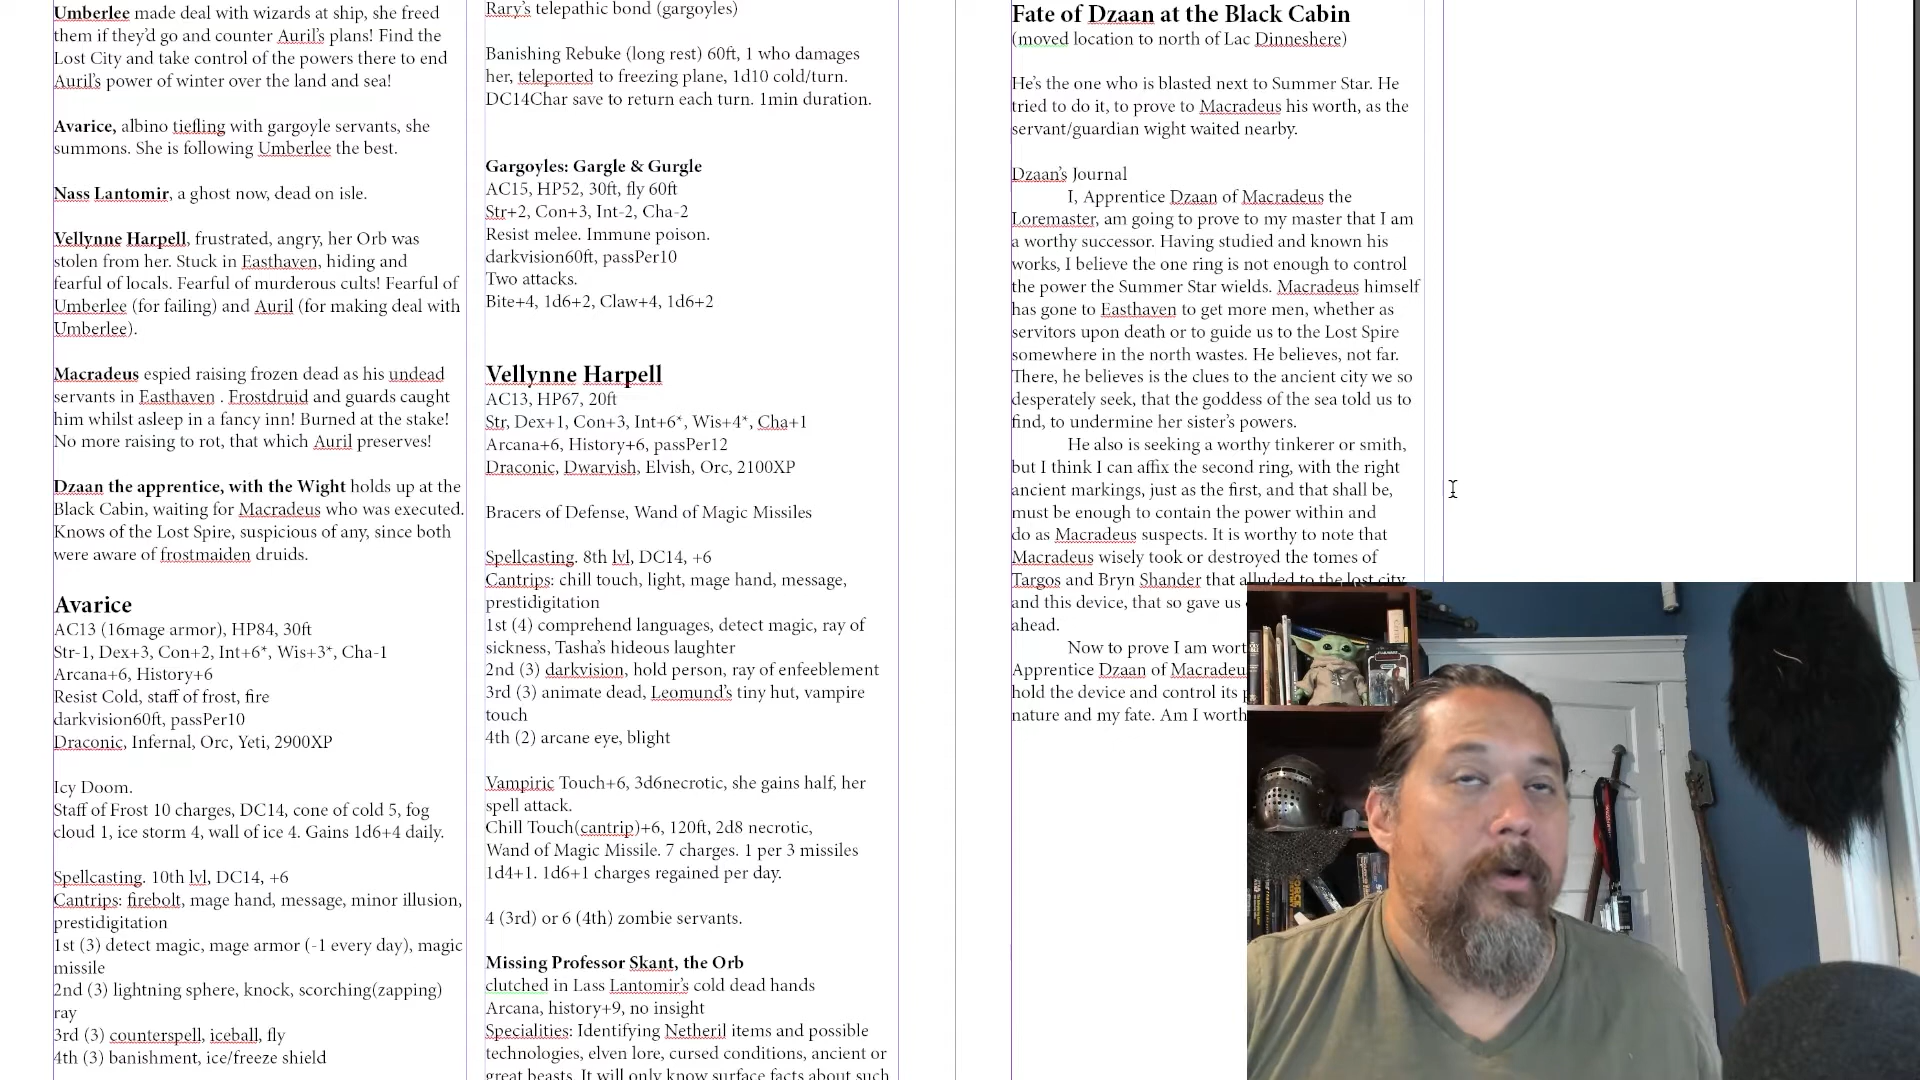 Umberlee made deal with wizards at ship, she freed
them if they'd go and counter Auril's plans! Find the
Lost City and take control of the powers there to end
Auril's power of winter over the land and sea!
Avarice, albino tiefling with gargoyle servants, she
summons. She is following Umberlee the best.
Nass Lantomir, a ghost now, dead on isle.
Vellynne Harpell, frustrated, angry, her Orb was
stolen from her. Stuck in Easthaven, hiding and
fearful of locals. Fearful of murderous cults! Fearful of
Umberlee (for failing) and Auril (for making deal with
Umberlee).
Macradeus espied raising frozen dead as his undead
servants in Easthaven . Frostdruid and guards caught
him whilst asleep in a fancy inn! Burned at the stake!
No more raising to rot, that which Auril preserves!
Dzaan the apprentice, with the Wight holds up at the
Black Cabin, waiting for Macradeus who was executed.
Knows of the Lost Spire, suspicious of any, since both
were aware of frostmaiden druids.
Avarice
AC13 (16mage armor), HP84, 30ft
Str-1, Dex+3, Con+2, Int+6*, Wis+3*, Cha-1
Arcana+6, History+6
Resist Cold, staff of frost, fire
darkvision60ft, passPer10
Draconic, Infernal, Orc, Yeti, 2900XP
Icy Doom.
Staff of Frost 10 charges, DC14, cone of cold 5, fog
cloud 1, ice storm 4, wall of ice 4. Gains 1d6+4 daily.
Spellcasting. 10th lvl, DC14, +6
Cantrips: firebolt, mage hand, message, minor illusion,
prestidigitation
1st (3) detect magic, mage armor (-1 every day), magic
missile
2nd (3) lightning sphere, knock, scorching(zapping)
ray
3rd (3) counterspell, iceball, fly
4th (3) banishment, ice/freeze shield
Rary's telepathic bond (gargoyles)
Banishing Rebuke (long rest) 60ft, 1 who damages
her, teleported to freezing plane, 1d10 cold/turn.
DC14Char save to return each turn. 1min duration.
Gargoyles: Gargle & Gurgle
AC15, HP52, 30ft, fly 60ft
Str+2, Con+3, Int-2, Cha-2
Resist melee. Immune poison.
darkvision60ft, passPer10
Two attacks.
Bite+4, 1d6+2, Claw+4, 1d6+2
Vellynne Harpell
AC13, HP67, 20ft
Str, Dex+1, Con+3, Int+6*, Wis+4*, Cha+1
Arcana+6, History+6, passPer12
Draconic, Dwarvish, Elvish, Orc, 2100XP
Bracers of Defense, Wand of Magic Missiles
Spellcasting. 8th lvl, DC14, +6
Cantrips: chill touch, light, mage hand, message,
prestidigitation
1st (4) comprehend languages, detect magic, ray of
sickness, Tasha's hideous laughter
2nd (3) darkvision, hold person, ray of enfeeblement
3rd (3) animate dead, Leomund's tiny hut, vampire
touch
4th (2) arcane eye, blight
Vampiric Touch+6, 3d6necrotic, she gains half, her
spell attack.
Chill Touch(cantrip)+6, 120ft, 2d8 necrotic,
Wand of Magic Missile. 7 charges. 1 per 3 missiles
1d4+1. 1d6+1 charges regained per day.
4 (3rd) or 6 (4th) zombie servants.
Missing Professor Skant, the Orb
clutched in Lass Lantomir's cold dead hands
Arcana, history+9, no insight
Specialities: Identifying Netheril items and possible
technologies, elven lore, cursed conditions, ancient or
great beasts. It will only know surface facts about such
Fate of Dzaan at the Black Cabin
(moved location to north of Lac Dinneshere)
He's the one who is blasted next to Summer Star. He
tried to do it, to prove to Macradeus his worth, as the
servant/guardian wight waited nearby.
Dzaan's Journal
I, Apprentice Dzaan of Macradeus the
Loremaster, am going to prove to my master that I am
a worthy successor. Having studied and known his
works, I believe the one ring is not enough to control
the power the Summer Star wields. Macradeus himself
has gone to Easthaven to get more men, whether as
servitors upon death or to guide us to the Lost Spire
somewhere in the north wastes. He believes, not far.
There, he believes is the clues to the ancient city we so
desperately seek, that the goddess of the sea told us to
find, to undermine her sister's powers.
He also is seeking a worthy tinkerer or smith,
but I think I can affix the second ring, with the right
ancient markings, just as the first, and that shall be,
must be enough to contain the power within and
do as Macradeus suspects. It is worthy to note that
Macradeus wisely took or destroyed the tomes of
Targos and Bryn Shander that alluded to the lost city
and this device, that so gave us
ahead.
Now to prove I am wort
Apprentice Dzaan of Macradeu
hold the device and control its
nature and my fate. Am I worth